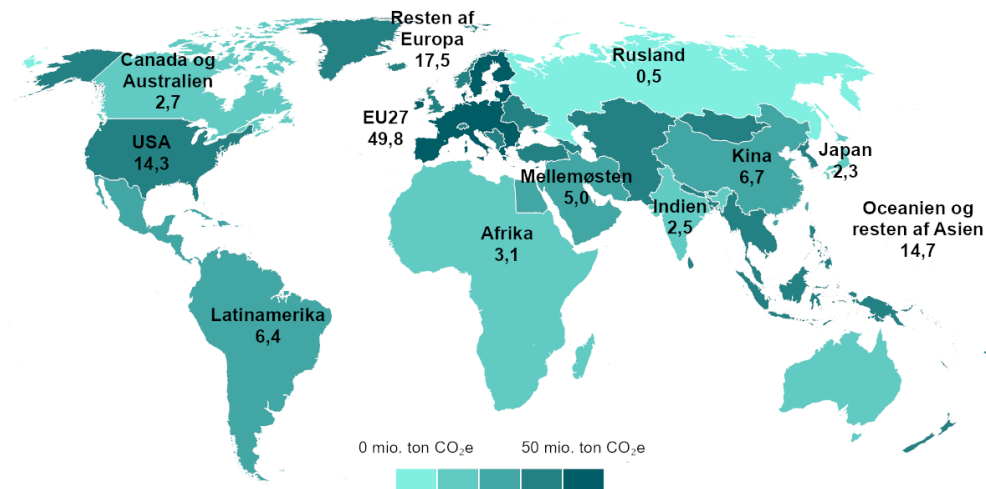 Resten af
Europa
17,5
Canada og
Australien
2,7
Rusland
0,5
EU27
49,8
USA
14,3
Kina
6,7
Japan
2,3
Mellemøsten
5,0
Indien
2,5
Oceanien og
resten af Asien
14,7
Afrika
3,1
Latinamerika
6,4
0 mio. ton CO₂e
50 mio. ton CO₂e